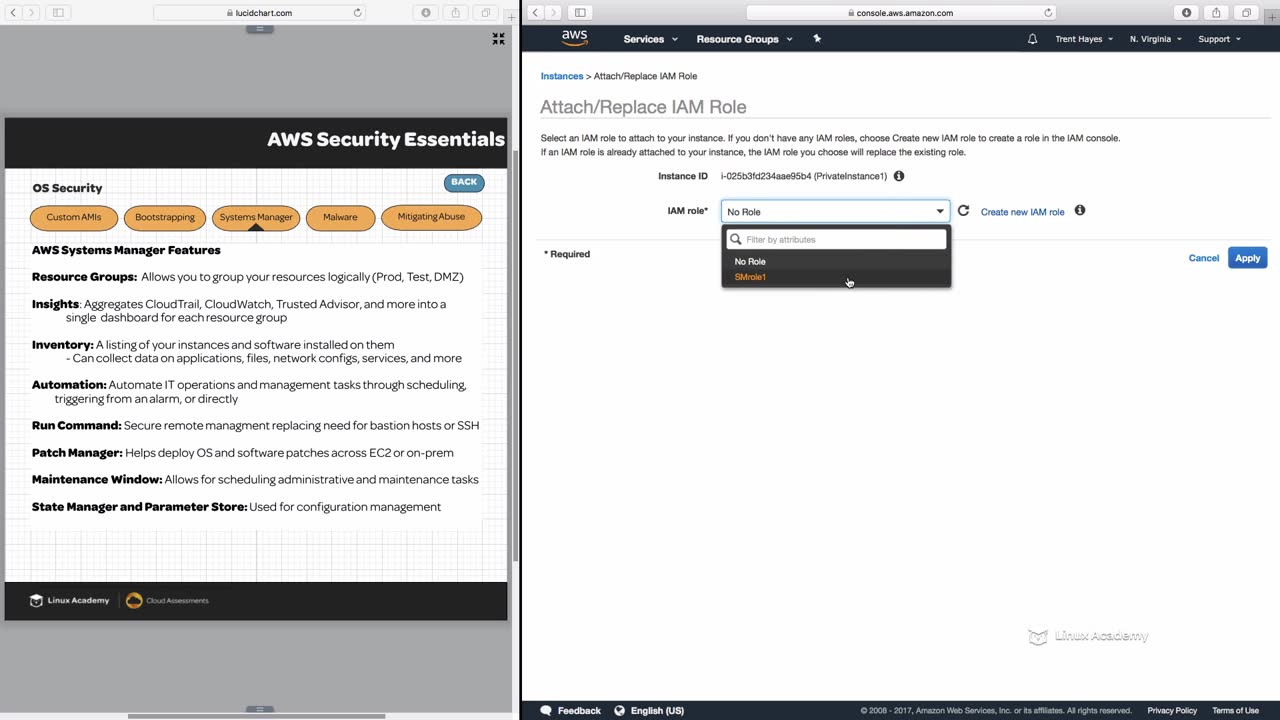 lucidchart.com
AWS Security Essentials
OS Security
BACK
Custom AMIs
Bootstrapping
Systems Manager
Malware
Mitigating Abuse
AWS Systems Manager Features
Resource Groups: Allows you to group your resources logically (Prod, Test, DMZ)
Insights: Aggregates CloudTrail, CloudWatch, Trusted Advisor, and more into a
single dashboard for each resource group
Inventory: A listing of your instances and software installed on them
- Can collect data on applications, files, network configs, services, and more
Automation: Automate IT operations and management tasks through scheduling,
triggering from an alarm, or directly
Run Command: Secure remote managment replacing need for bastion hosts or SSH
Patch Manager: Helps deploy OS and software patches across EC2 or on-prem
Maintenance Window: Allows for scheduling administrative and maintenance tasks
State Manager and Parameter Store: Used for configuration management
Linux Academy
Cloud Assessments
console.aws.amazon.com
aws
Services
Resource Groups
Trent Hayes
N. Virginia
Support
Instances > Attach/Replace IAM Role
Attach/Replace IAM Role
Select an IAM role to attach to your instance. If you don't have any IAM roles, choose Create new IAM role to create a role in the IAM console.
If an IAM role is already attached to your instance, the IAM role you choose will replace the existing role.
Instance ID i-025b3fd234aae95b4 (PrivateInstance1)
IAM role* No Role Create new IAM role
Filter by attributes
No Role
SMrole1
* Required
Cancel
Apply
Linux Academy
Feedback
English (US)
© 2008 - 2017, Amazon Web Services, Inc. or its affiliates. All rights reserved.
Privacy Policy
Terms of Use